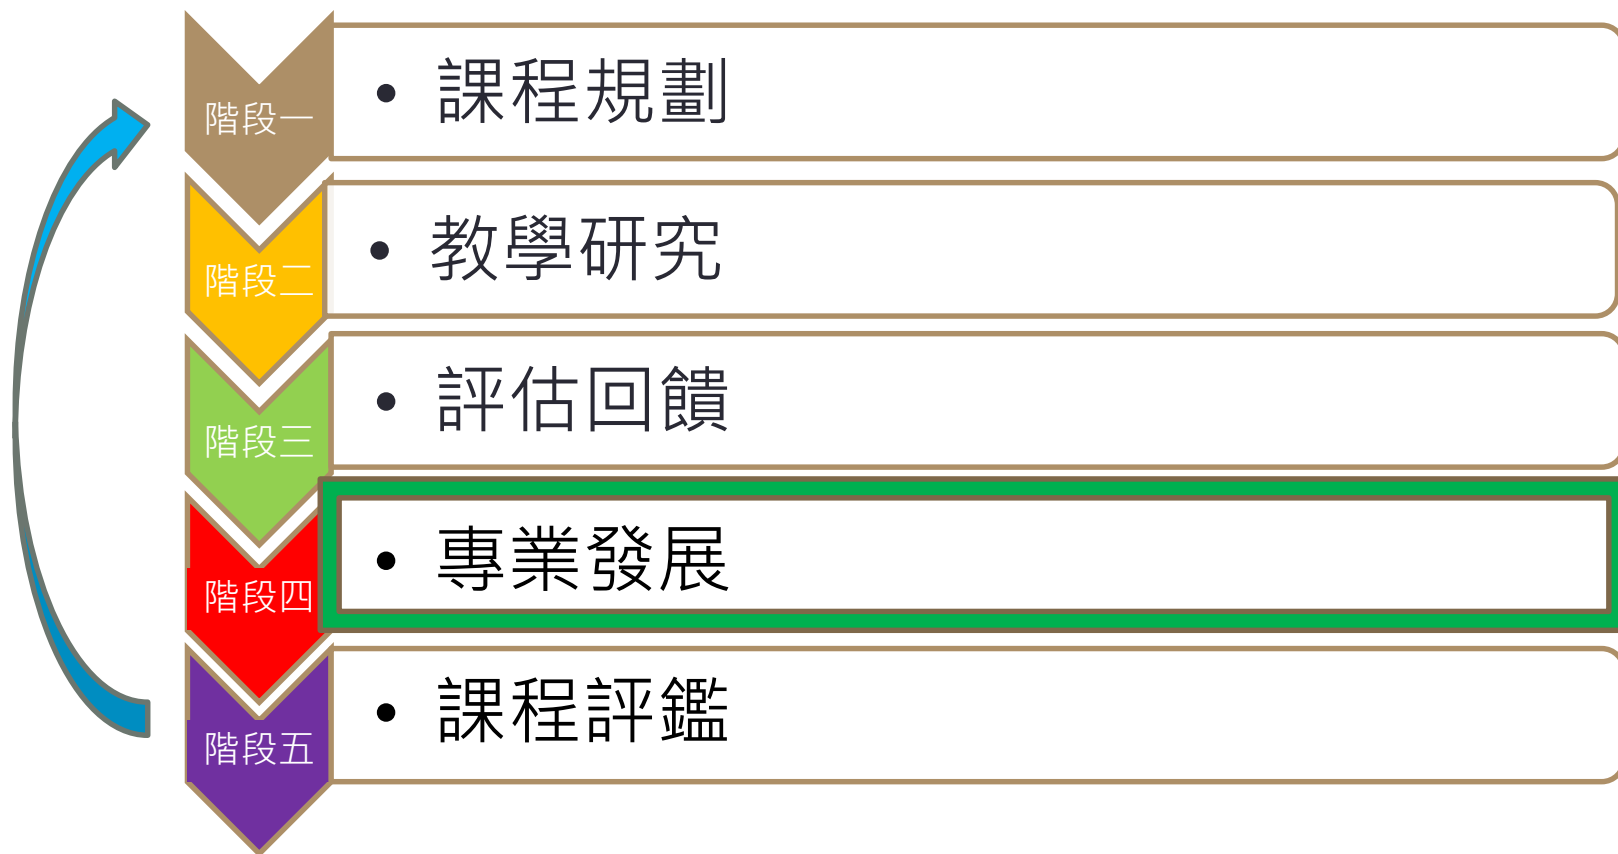 階段一
• 課程規劃
階段二
• 教學研究
階段三
• 評估回饋
階段四
• 專業發展
階段五
• 課程評鑑